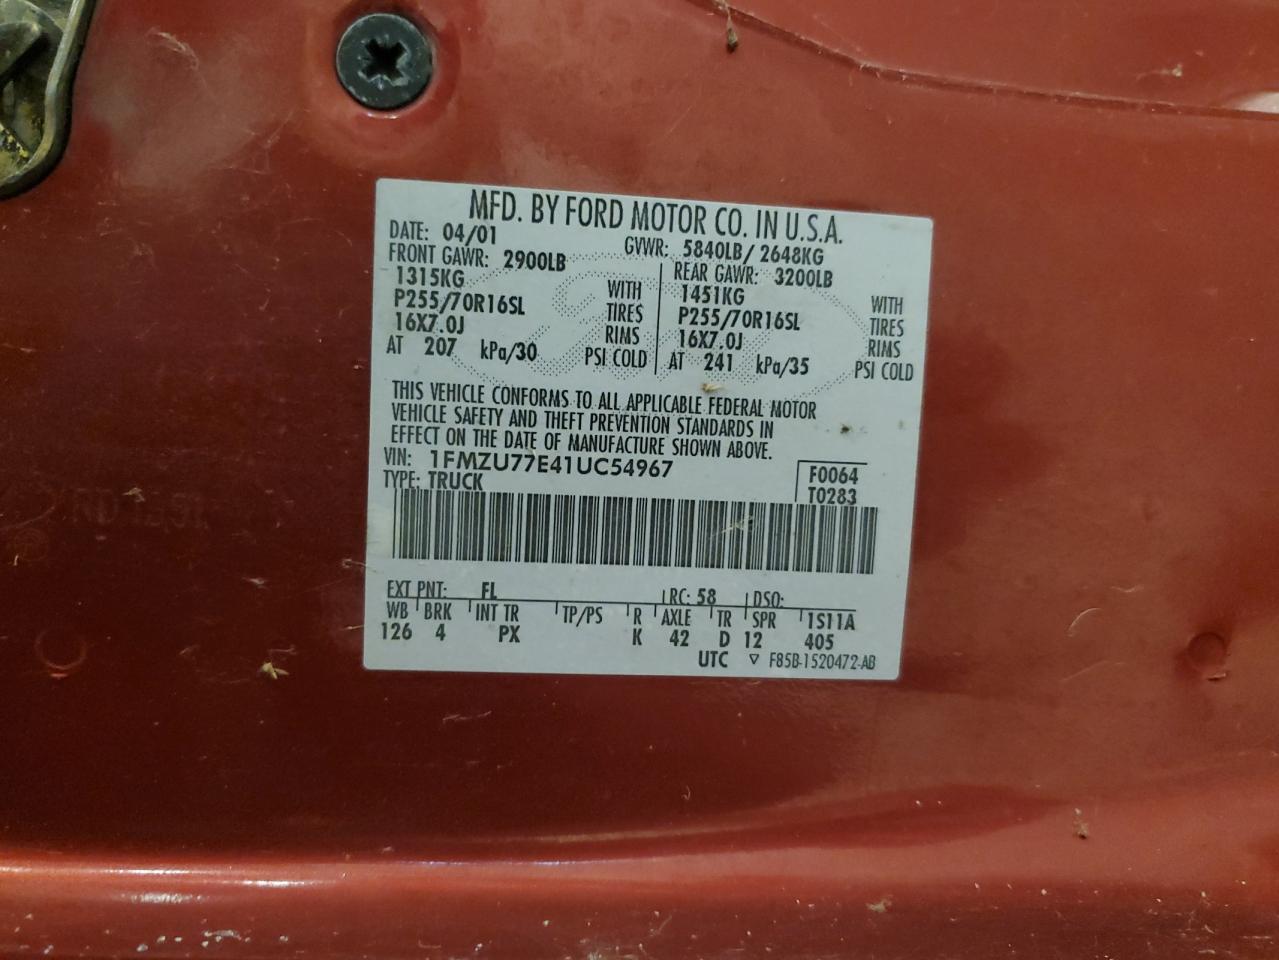 MFD. BY FORD MOTOR CO. IN U.S.A.
DATE: 04/01 GVWR: 5840LB/ 2648KG
FRONT GAWR: 2900LB REAR GAWR: 3200LB
1315KG WITH 1451KG WITH
P255/70R16SL TIRES P255/70R16SL TIRES
16X7.0J RIMS 16X7.0J RIMS
AT 207 kPa/30 PSI COLD AT 241 kPa/35 PSI COLD
THIS VEHICLE CONFORMS TO ALL APPLICABLE FEDERAL MOTOR
VEHICLE SAFETY AND THEFT PREVENTION STANDARDS IN
EFFECT ON THE DATE OF MANUFACTURE SHOWN ABOVE.
VIN: 1FMZU77E41UC54967 F0064
TYPE: TRUCK T0283
EXT PNT: FL RC: 58 DSO:
WB BRK INT TR TP/PS R AXLE TR SPR 1S11A
126 4 PX K 42 D 12 405
UTC ▽ F85B-1520472-AB